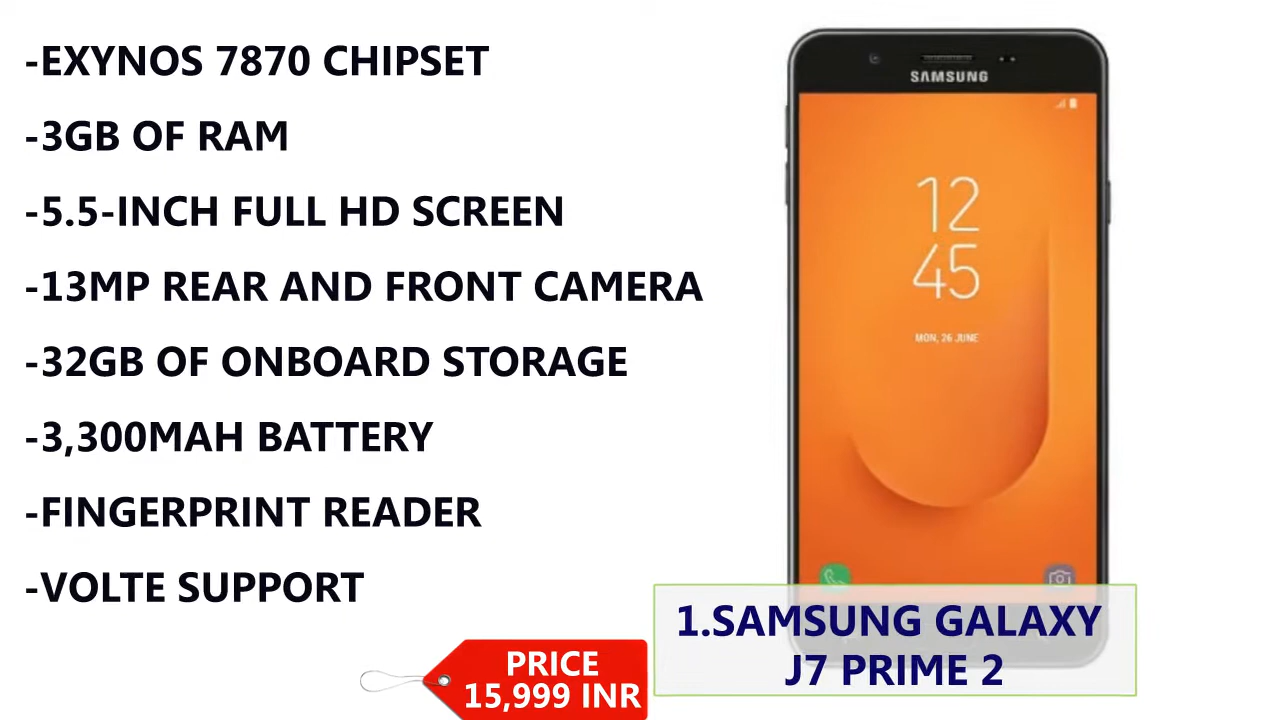 -EXYNOS 7870 CHIPSET
-3GB OF RAM
-5.5-INCH FULL HD SCREEN
-13MP REAR AND FRONT CAMERA
-32GB OF ONBOARD STORAGE
-3,300MAH BATTERY
-FINGERPRINT READER
-VOLTE SUPPORT
SAMSUNG
12
45
MON, 26 JUNE
1.SAMSUNG GALAXY
J7 PRIME 2
PRICE
15,999 INR